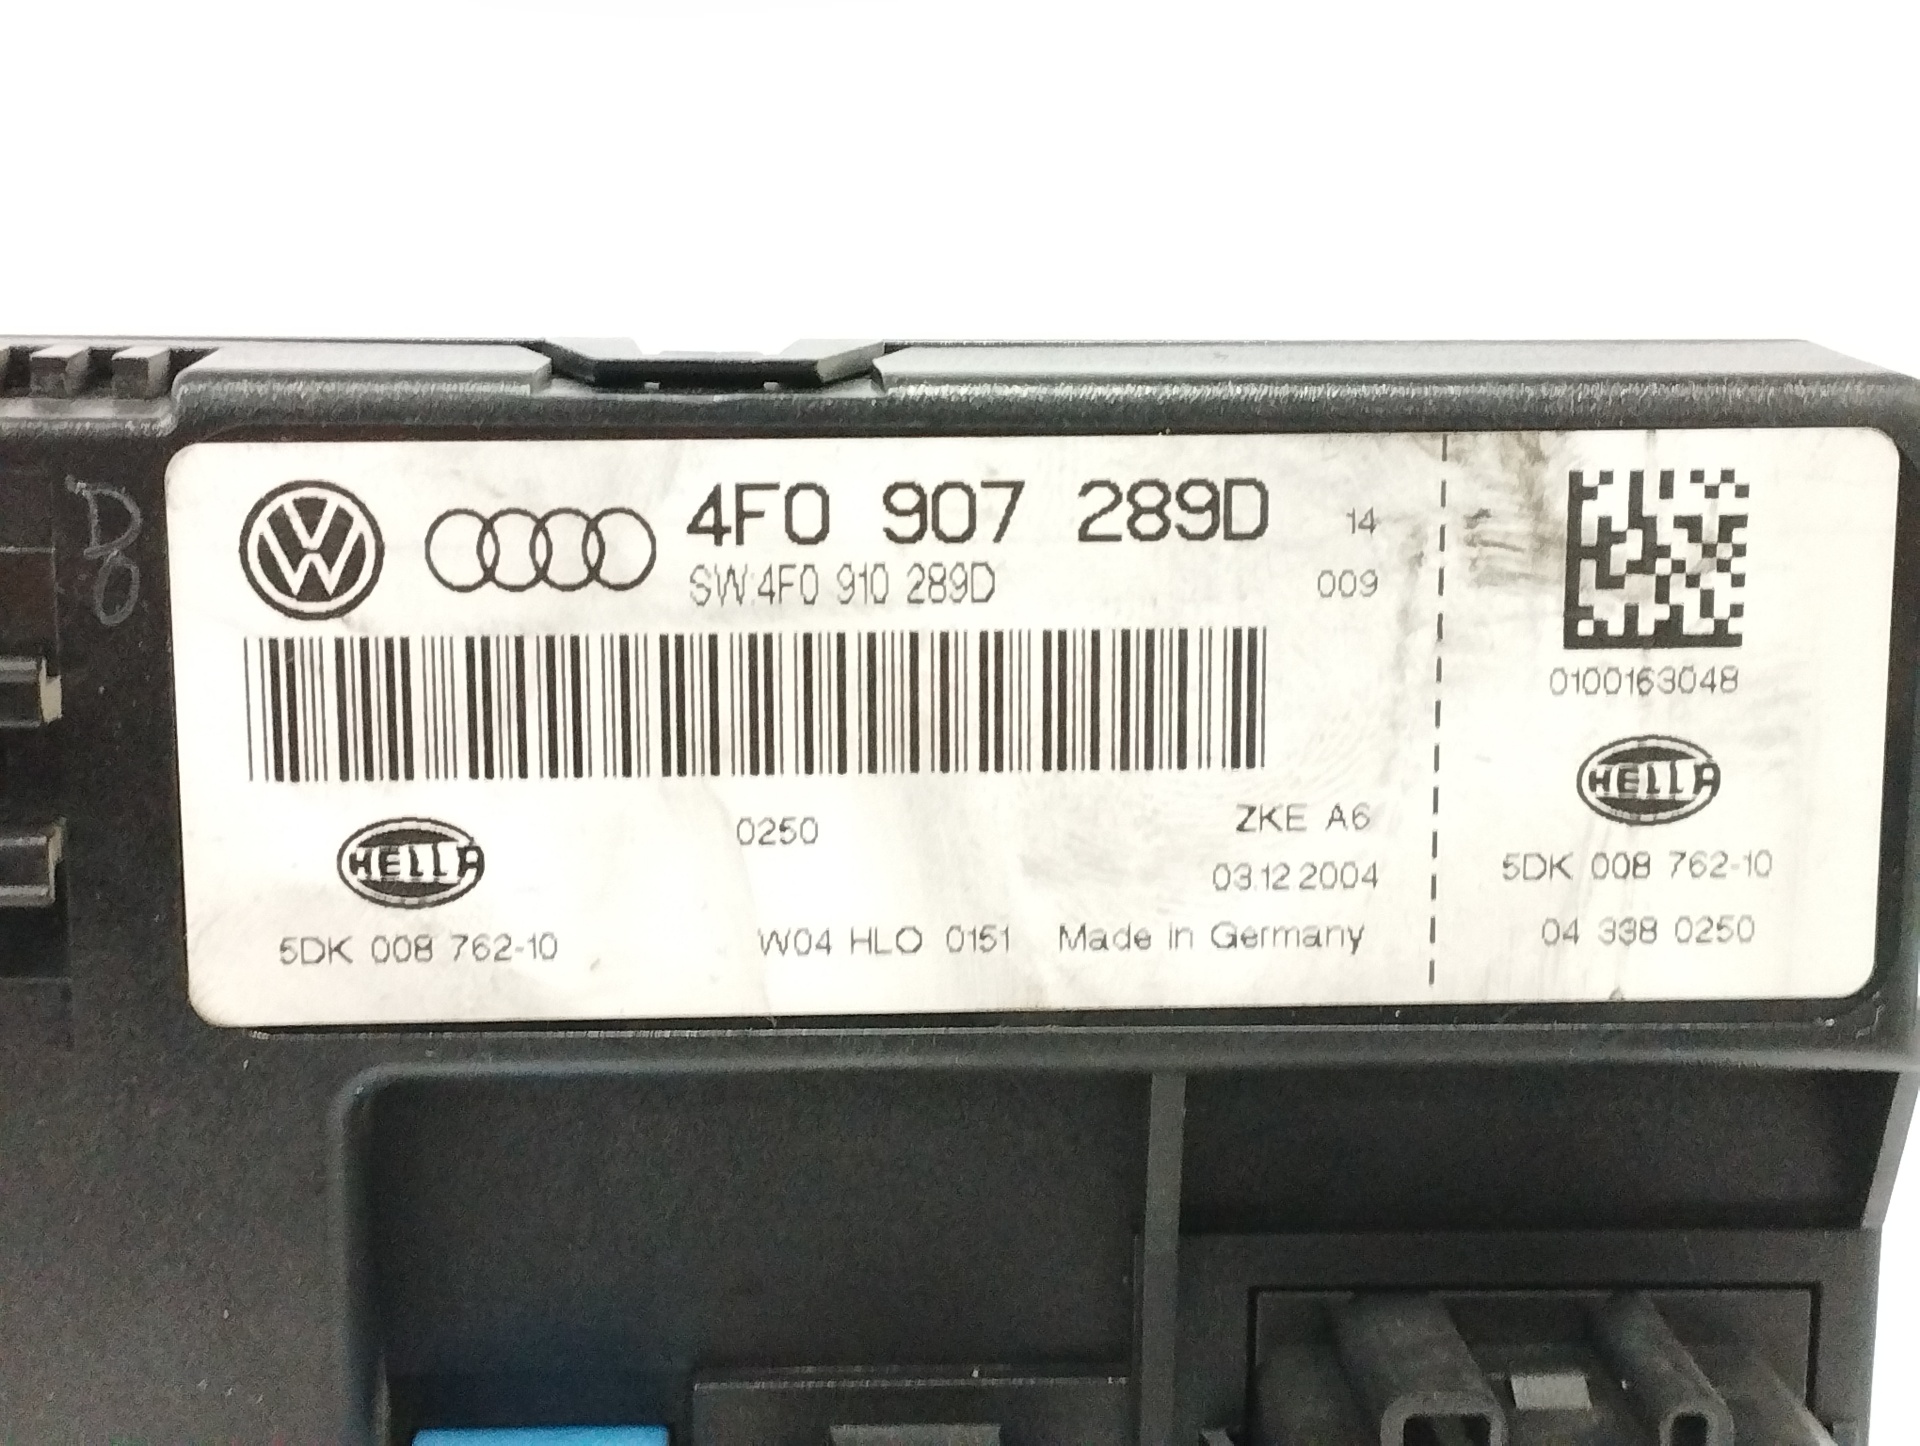 4F0 907 289D 14
SW:4F0 910 289D 009
0100163048
HELLA
0250
ZKE A6
03.12.2004
HELLA
5DK 008 762-10
W04 HLO 0151 Made in Germany
5DK 008 762-10
04 338 0250
D
0